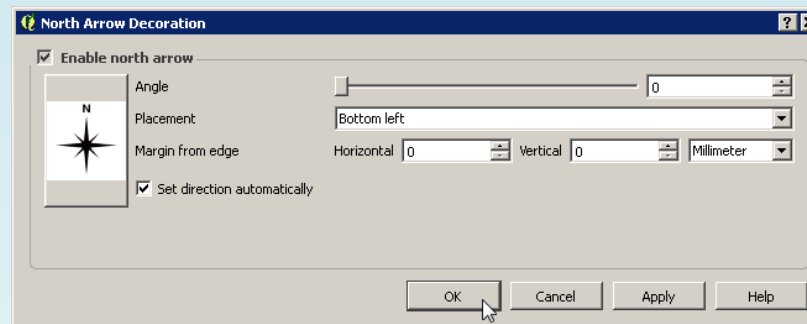 North Arrow Decoration ?
Enable north arrow
N
Angle 0
Placement Bottom left
Margin from edge Horizontal 0 Vertical 0 Millimeter
Set direction automatically
OK Cancel Apply Help